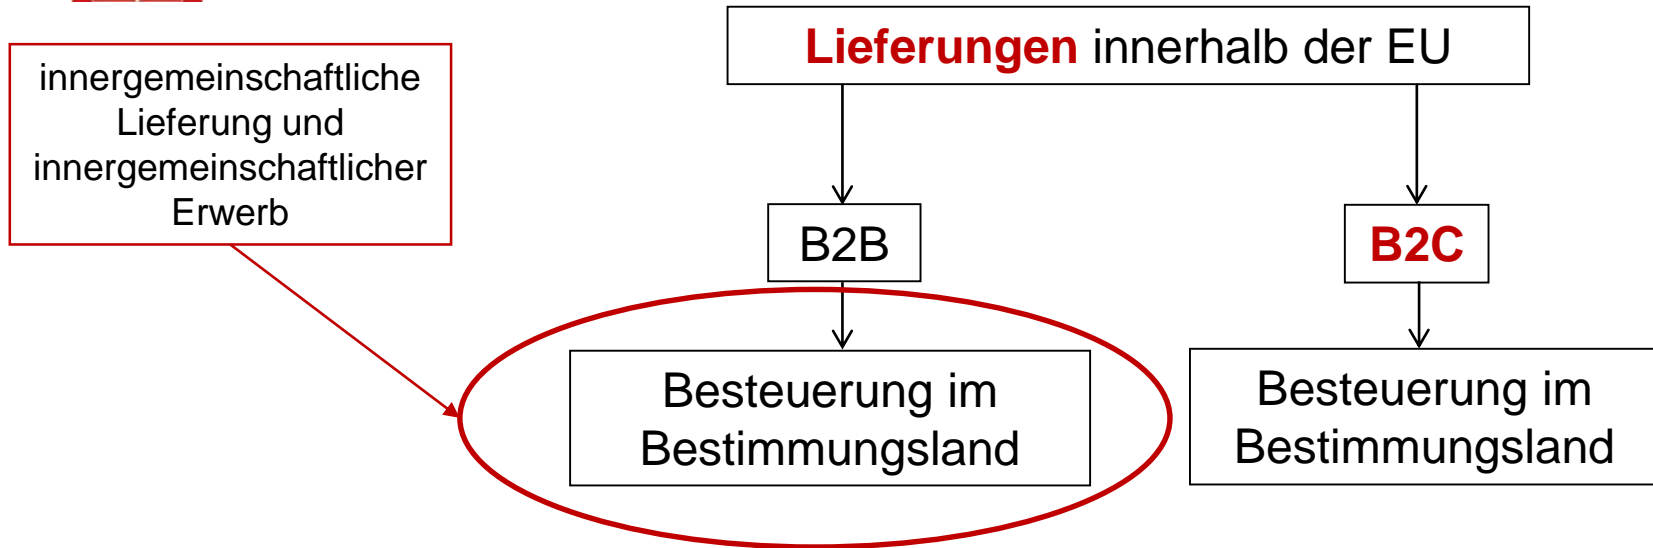 Lieferungen innerhalb der EU
innergemeinschaftliche
Lieferung und
innergemeinschaftlicher
Erwerb
B2B
B2C
Besteuerung im
Bestimmungsland
Besteuerung im
Bestimmungsland